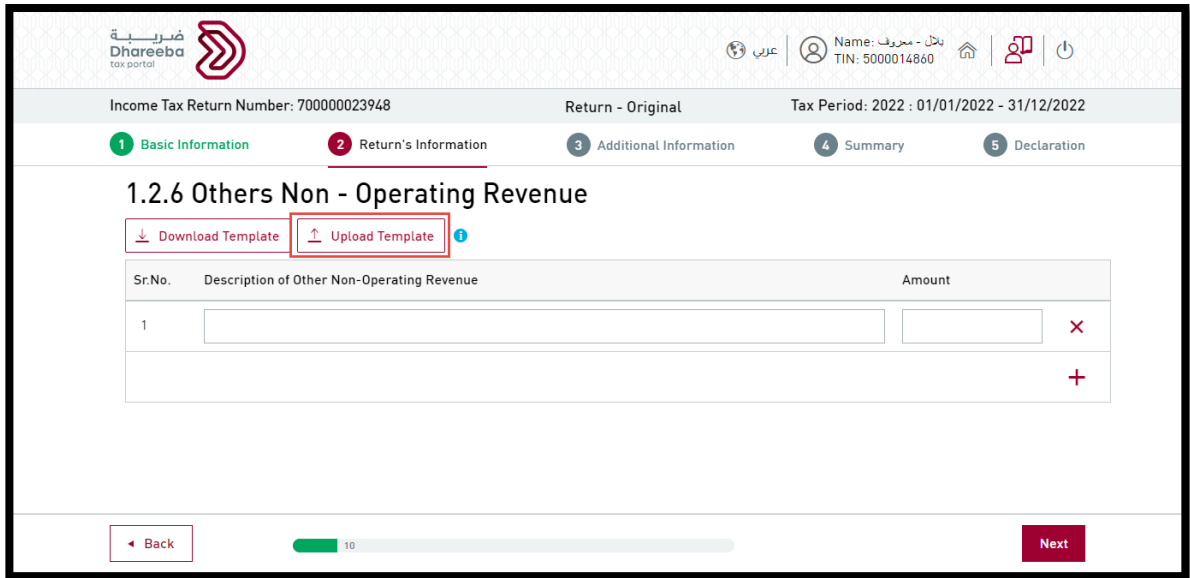 ضريبة
Dhareeba
tax portal
عربي
Name: بلال - معروف
TIN: 5000014860
Income Tax Return Number: 700000023948
Return - Original
Tax Period: 2022 : 01/01/2022 - 31/12/2022
1 Basic Information
2 Return's Information
3 Additional Information
4 Summary
5 Declaration
1.2.6 Others Non - Operating Revenue
Download Template
Upload Template
i
Sr.No. Description of Other Non-Operating Revenue Amount
1
Back
10
Next